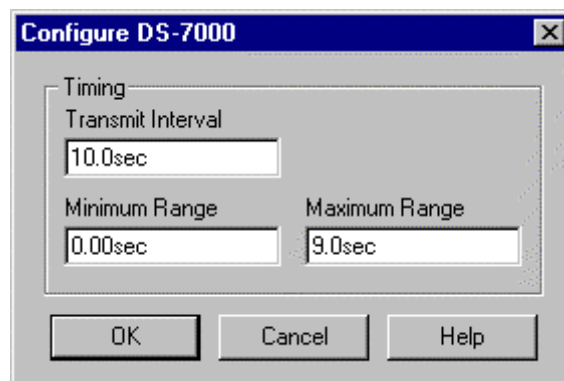 Configure DS-7000
Timing
Transmit Interval
10.0sec
Minimum Range Maximum Range
0.00sec 9.0sec
OK Cancel Help